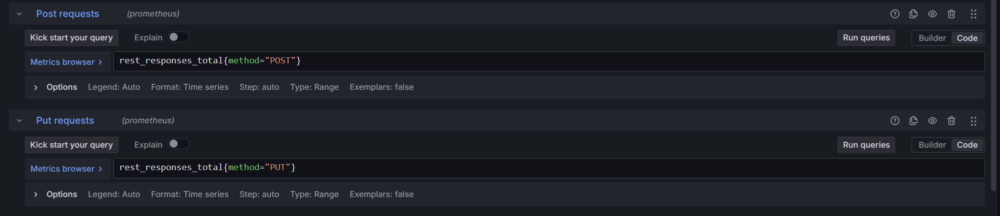 Post requests (prometheus)
Kick start your query Explain Run queries Builder Code
Metrics browser > rest_responses_total{method="POST"}
> Options Legend: Auto Format: Time series Step: auto Type: Range Exemplars: false
Put requests (prometheus)
Kick start your query Explain Run queries Builder Code
Metrics browser > rest_responses_total{method="PUT"}
> Options Legend: Auto Format: Time series Step: auto Type: Range Exemplars: false